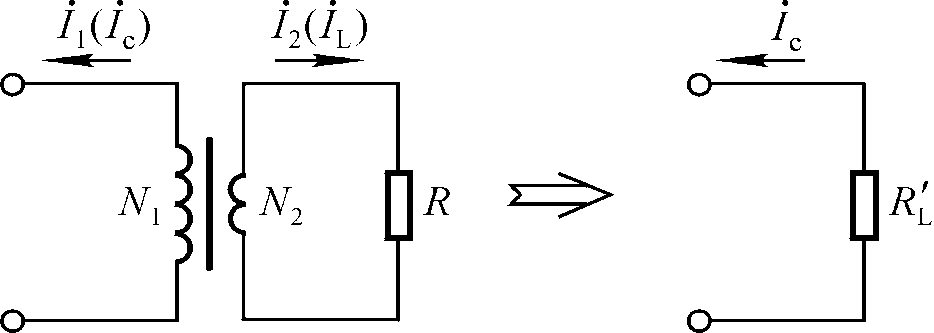 İ₁(İc) İ₂(İL) İc
N₁ N₂ R R′L